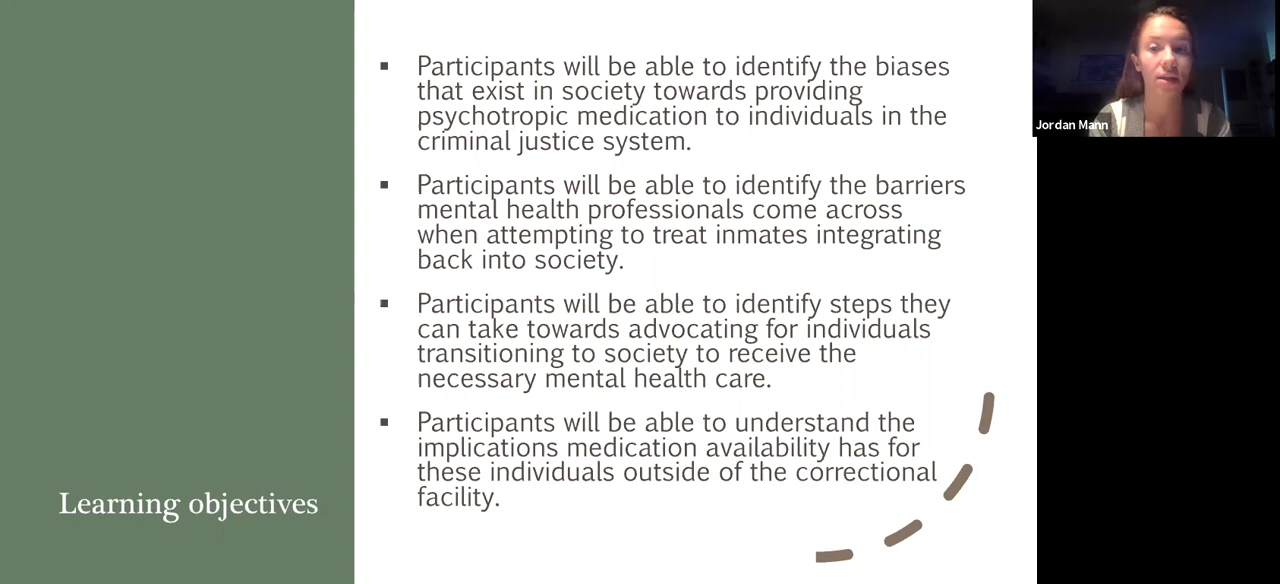 ▪ Participants will be able to identify the biases
that exist in society towards providing
psychotropic medication to individuals in the
criminal justice system.
▪ Participants will be able to identify the barriers
mental health professionals come across
when attempting to treat inmates integrating
back into society.
▪ Participants will be able to identify steps they
can take towards advocating for individuals
transitioning to society to receive the
necessary mental health care.
▪ Participants will be able to understand the
implications medication availability has for
these individuals outside of the correctional
facility.
Learning objectives
Jordan Mann